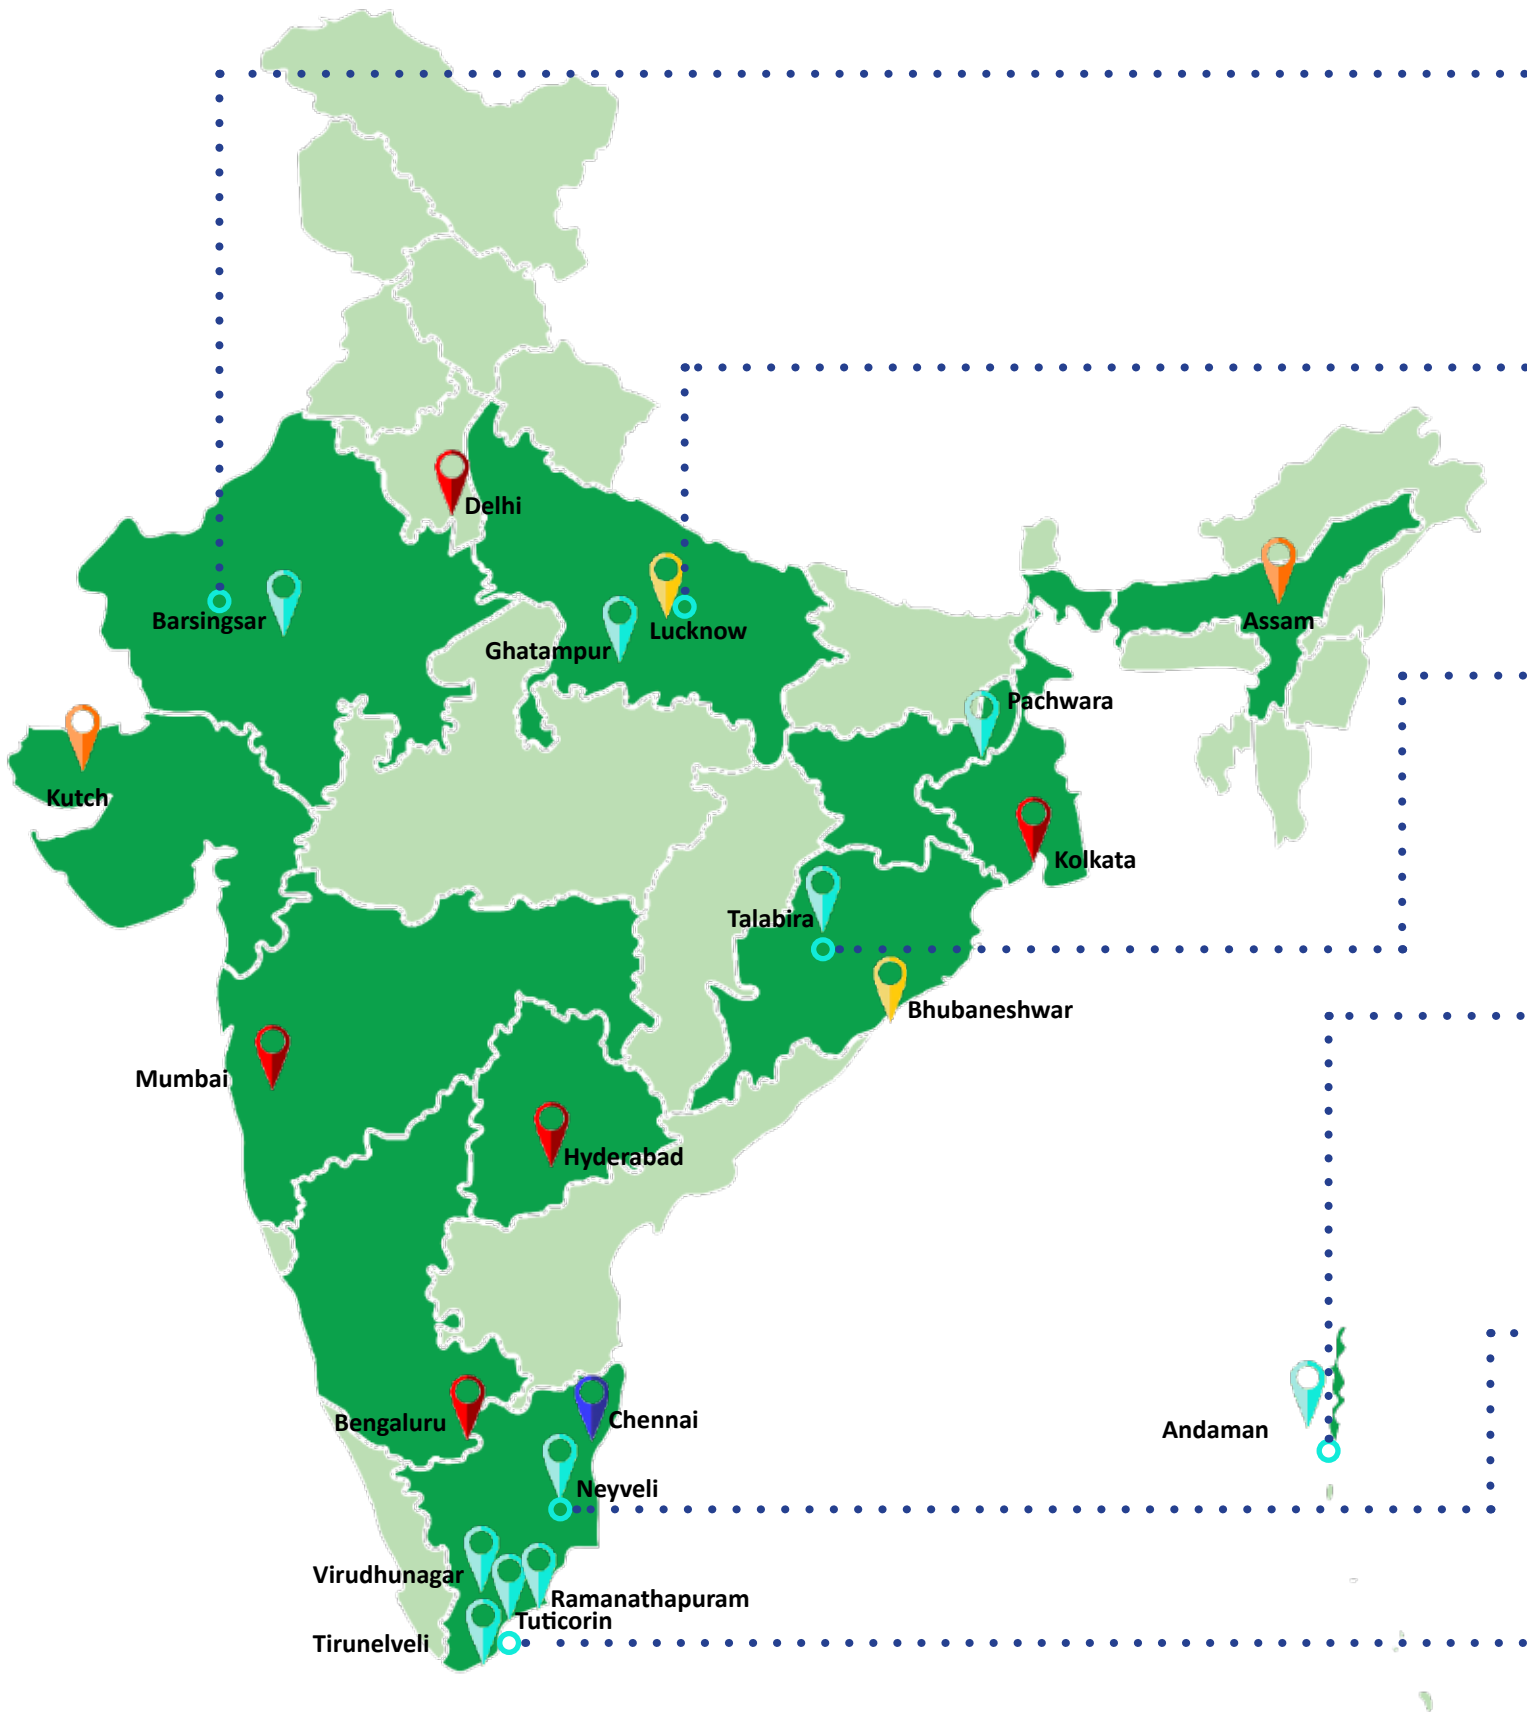 Delhi
Barsingsar
Assam
Lucknow
Ghatampur
Pachwara
Kutch
Kolkata
Talabira
Bhubaneshwar
Mumbai
Hyderabad
Bengaluru
Chennai
Andaman
Neyveli
Virudhunagar
Ramanathapuram
Tuticorin
Tirunelveli